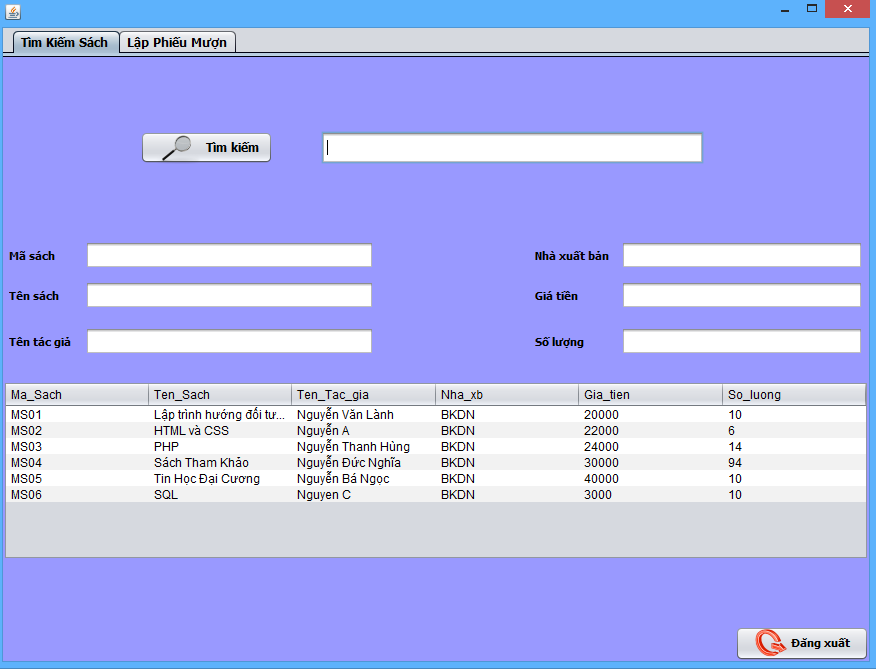 Tìm Kiếm Sách Lập Phiếu Mượn
Tìm kiếm
Mã sách Nhà xuất bản
Tên sách Giá tiền
Tên tác giả Số lượng
Ma_Sach Ten_Sach Ten_Tac_gia Nha_xb Gia_tien So_luong
MS01 Lập trình hướng đối tư... Nguyễn Văn Lành BKDN 20000 10
MS02 HTML và CSS Nguyễn A BKDN 22000 6
MS03 PHP Nguyễn Thanh Hùng BKDN 24000 14
MS04 Sách Tham Khảo Nguyễn Đức Nghĩa BKDN 30000 94
MS05 Tin Học Đại Cương Nguyễn Bá Ngọc BKDN 40000 10
MS06 SQL Nguyen C BKDN 3000 10
Đăng xuất